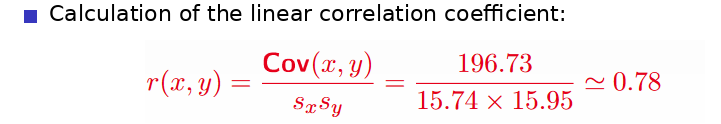 Calculation of the linear correlation coefficient:
r(x, y) = Cov(x, y) / s_x s_y = 196.73 / 15.74 × 15.95 ≃ 0.78